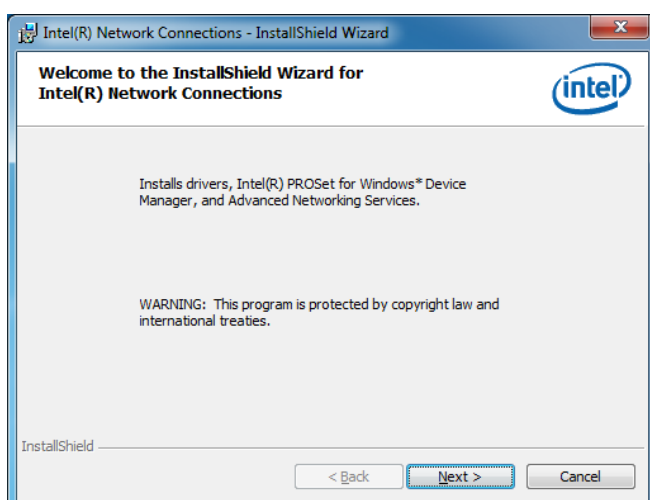 Intel(R) Network Connections - InstallShield Wizard
x
Welcome to the InstallShield Wizard for
Intel(R) Network Connections
intel
Installs drivers, Intel(R) PROSet for Windows* Device
Manager, and Advanced Networking Services.
WARNING: This program is protected by copyright law and
international treaties.
InstallShield
< Back Next > Cancel